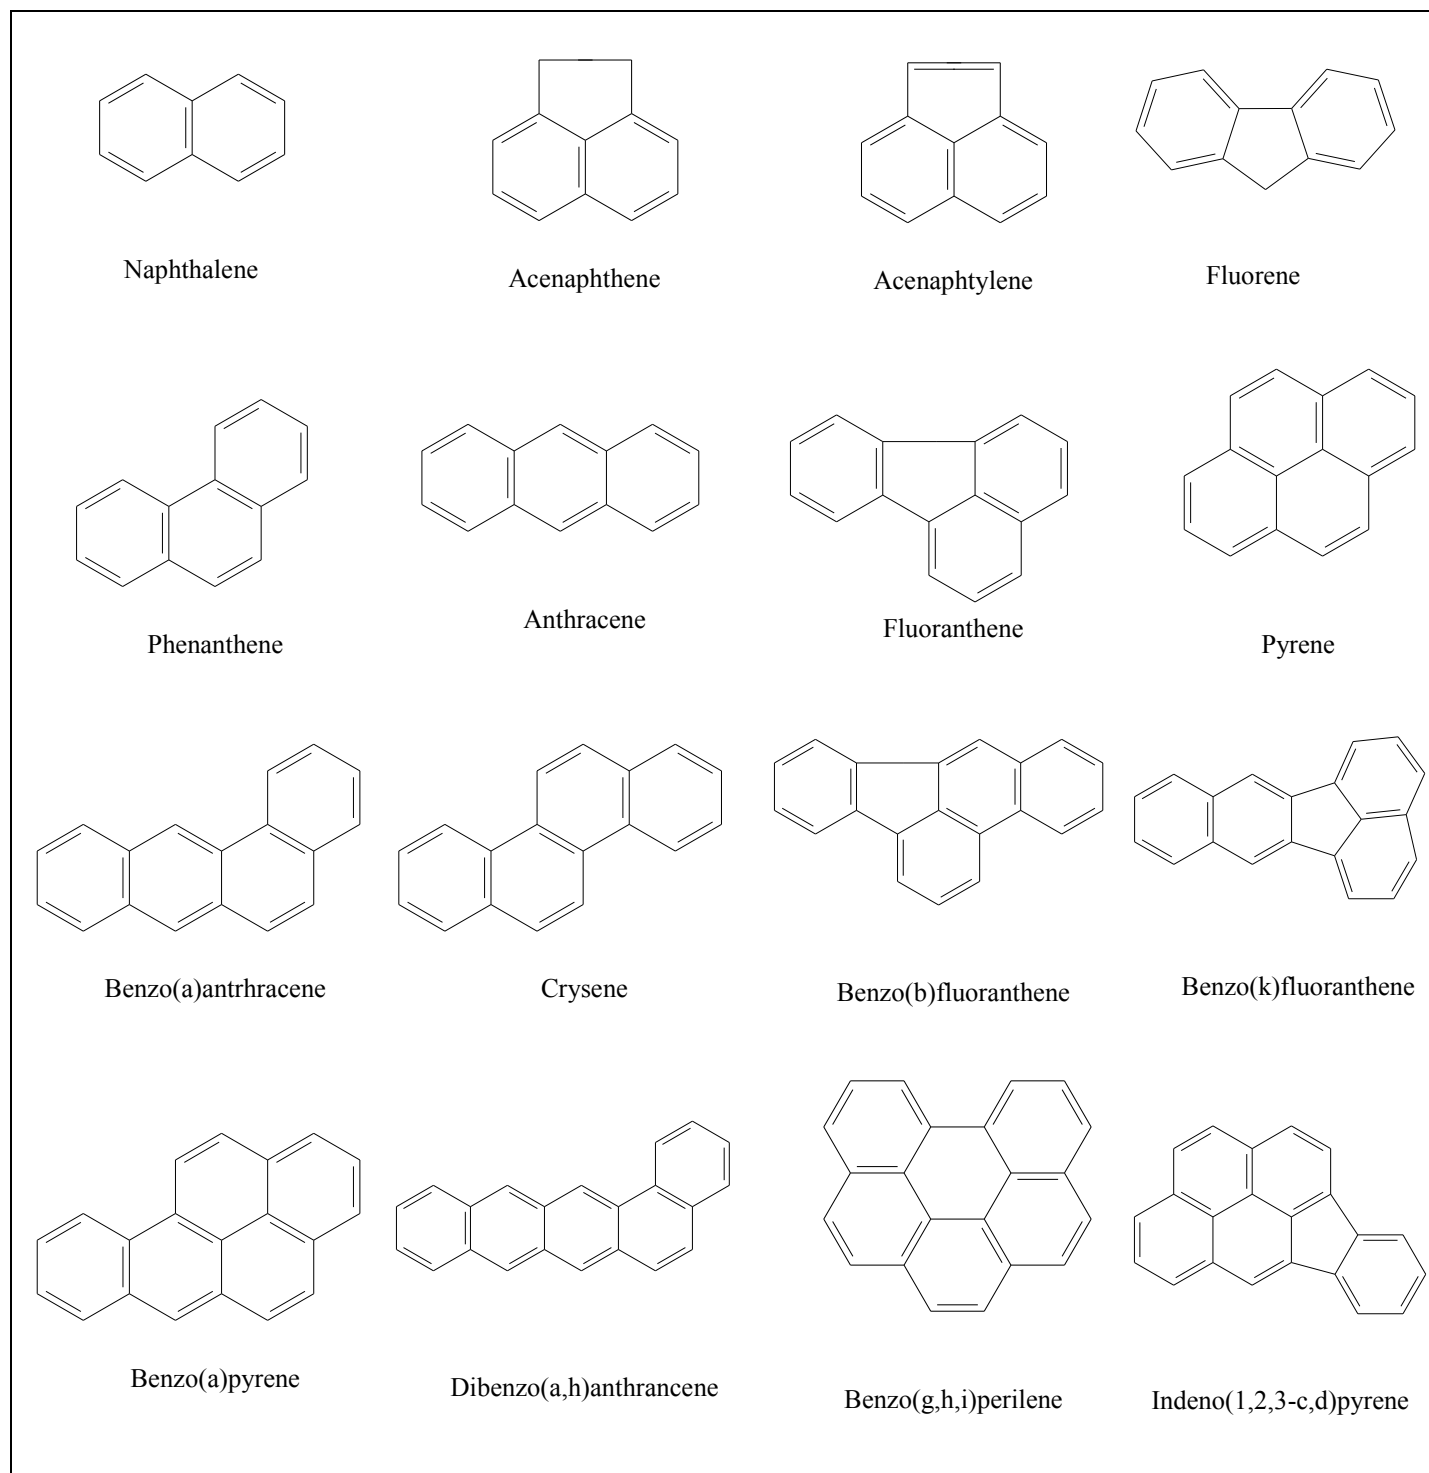 Naphthalene
Acenaphthene
Acenaphtylene
Fluorene
Phenanthene
Anthracene
Fluoranthene
Pyrene
Benzo(a)antrhracene
Crysene
Benzo(b)fluoranthene
Benzo(k)fluoranthene
Benzo(a)pyrene
Dibenzo(a,h)anthrancene
Benzo(g,h,i)perilene
Indeno(1,2,3-c,d)pyrene